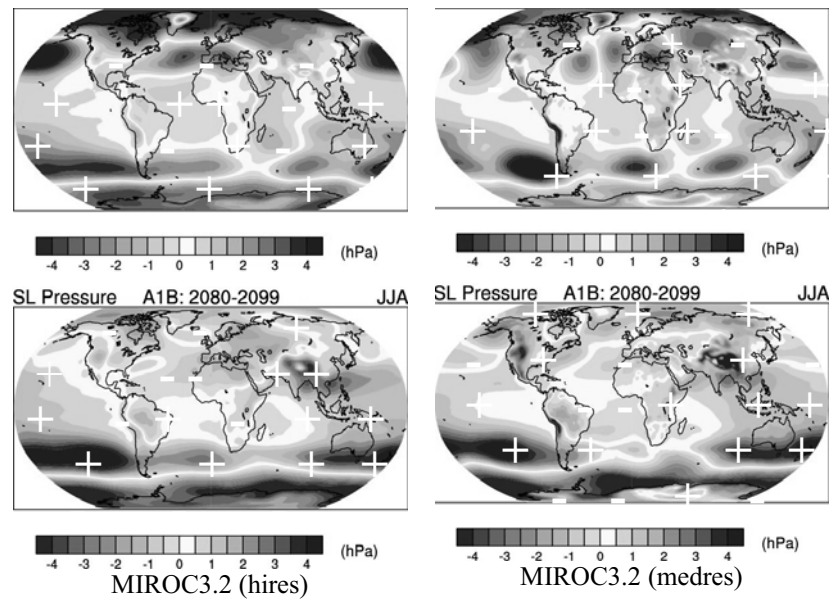 -4 -3 -2 -1 0 1 2 3 4 (hPa)
-4 -3 -2 -1 0 1 2 3 4 (hPa)
SL Pressure A1B: 2080-2099 JJA
SL Pressure A1B: 2080-2099 JJA
-4 -3 -2 -1 0 1 2 3 4 (hPa)
-4 -3 -2 -1 0 1 2 3 4 (hPa)
MIROC3.2 (hires)
MIROC3.2 (medres)